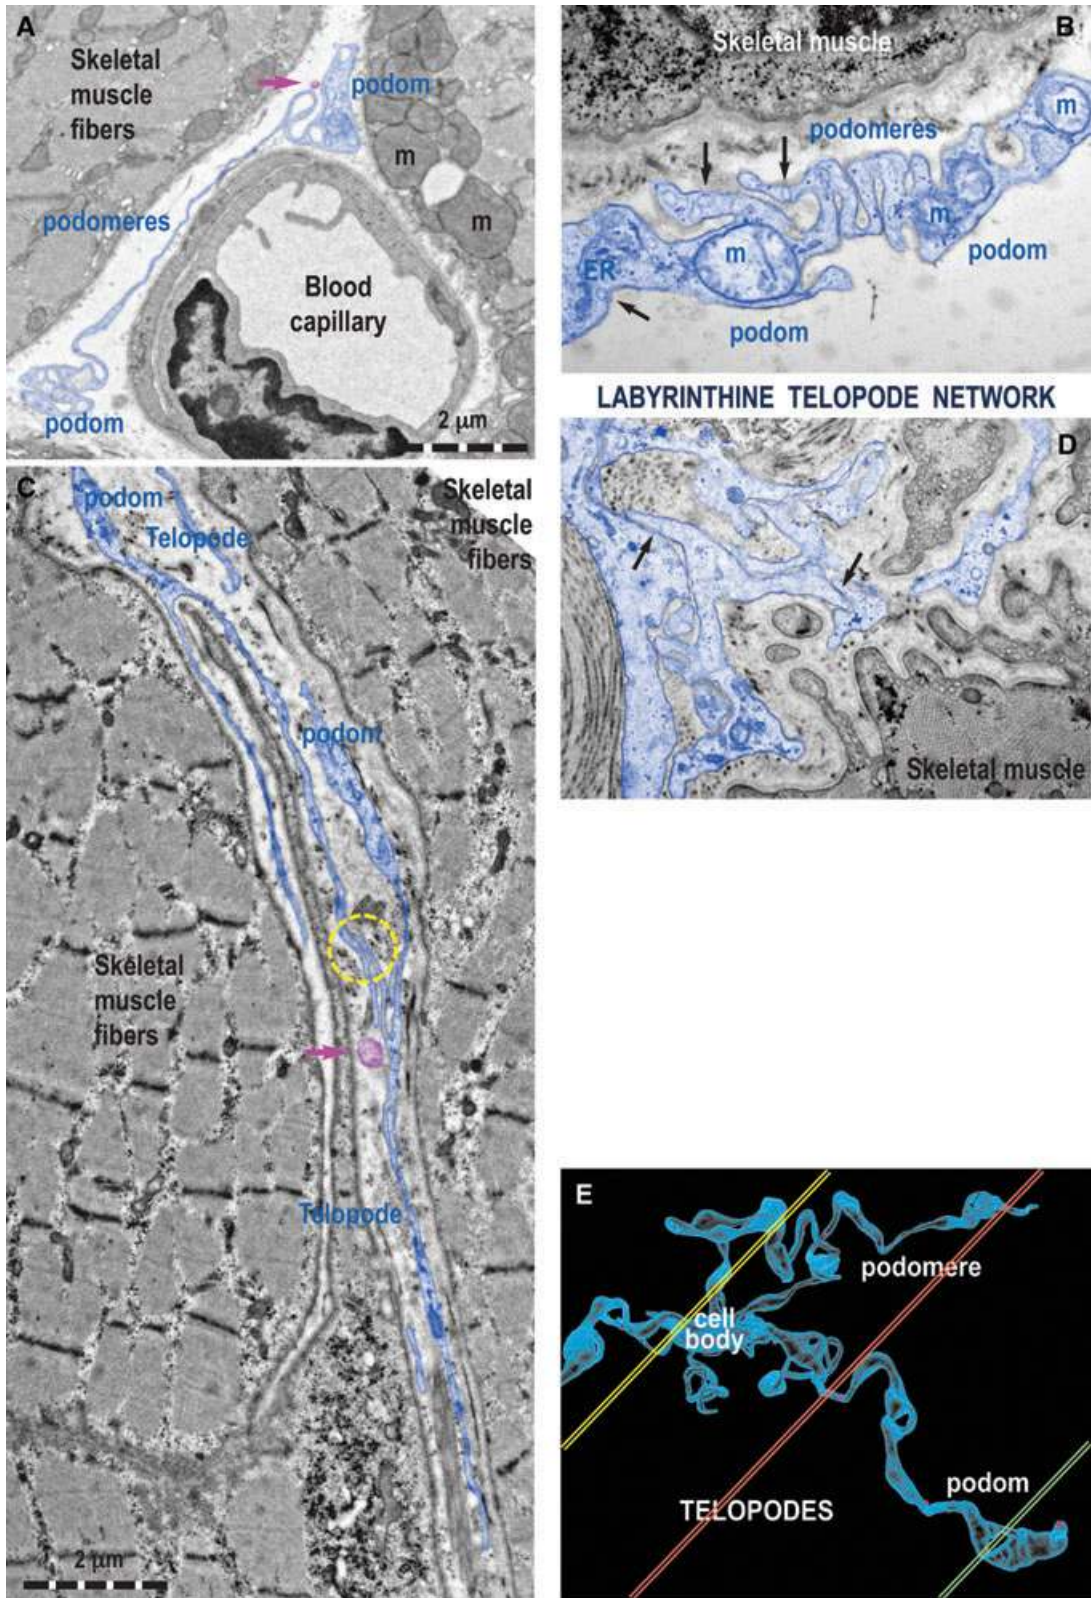 A
Skeletal
muscle
fibers
podom
m
podomeres
m
Blood
capillary
podom
2 μm
B
Skeletal muscle
m
podomeres
m
ER
m
podom
podom
LABYRINTHINE TELOPODE NETWORK
C
podom
Skeletal
muscle
fibers
Telopode
podom
Skeletal
muscle
fibers
Telopode
2 μm
D
Skeletal muscle
E
podomere
cell
body
podom
TELOPODES